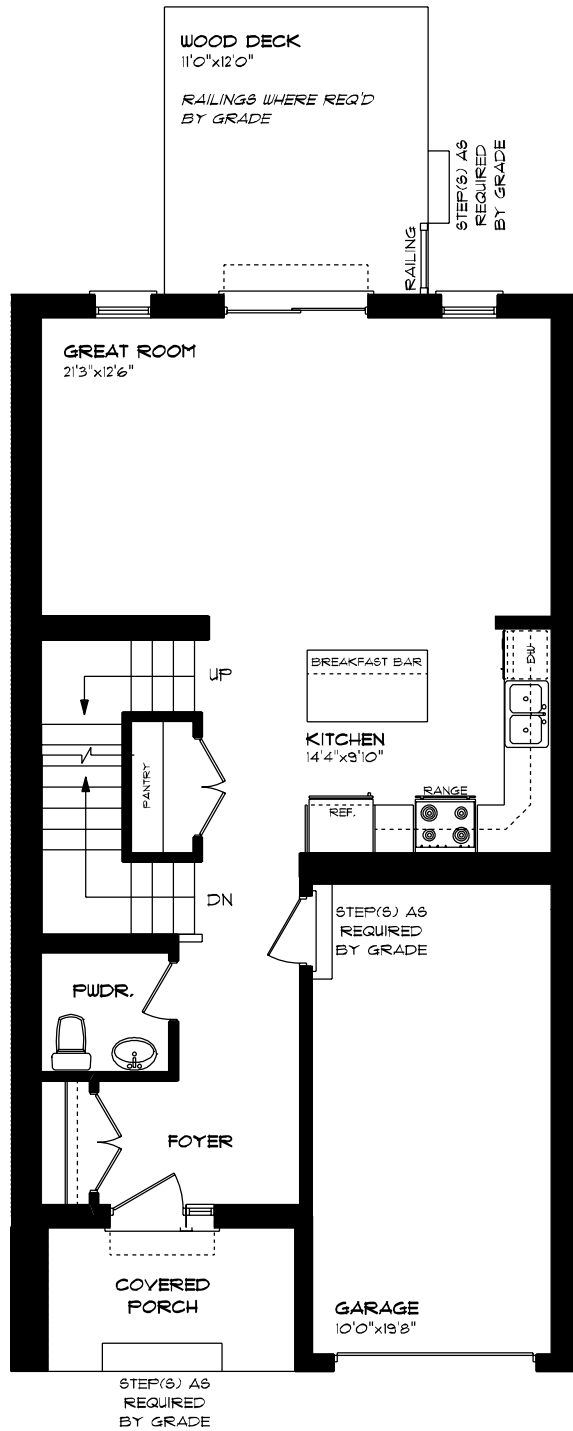 WOOD DECK
11'0"x12'0"
RAILINGS WHERE REQ'D
BY GRADE
STEP(S) AS
REQUIRED
BY GRADE
RAILING
GREAT ROOM
21'3"x12'6"
UP
BREAKFAST BAR
D.W.
KITCHEN
14'4"x9'10"
PANTRY
RANGE
REF.
DN
STEP(S) AS
REQUIRED
BY GRADE
PWDR.
FOYER
COVERED
PORCH
GARAGE
10'0"x19'8"
STEP(S) AS
REQUIRED
BY GRADE